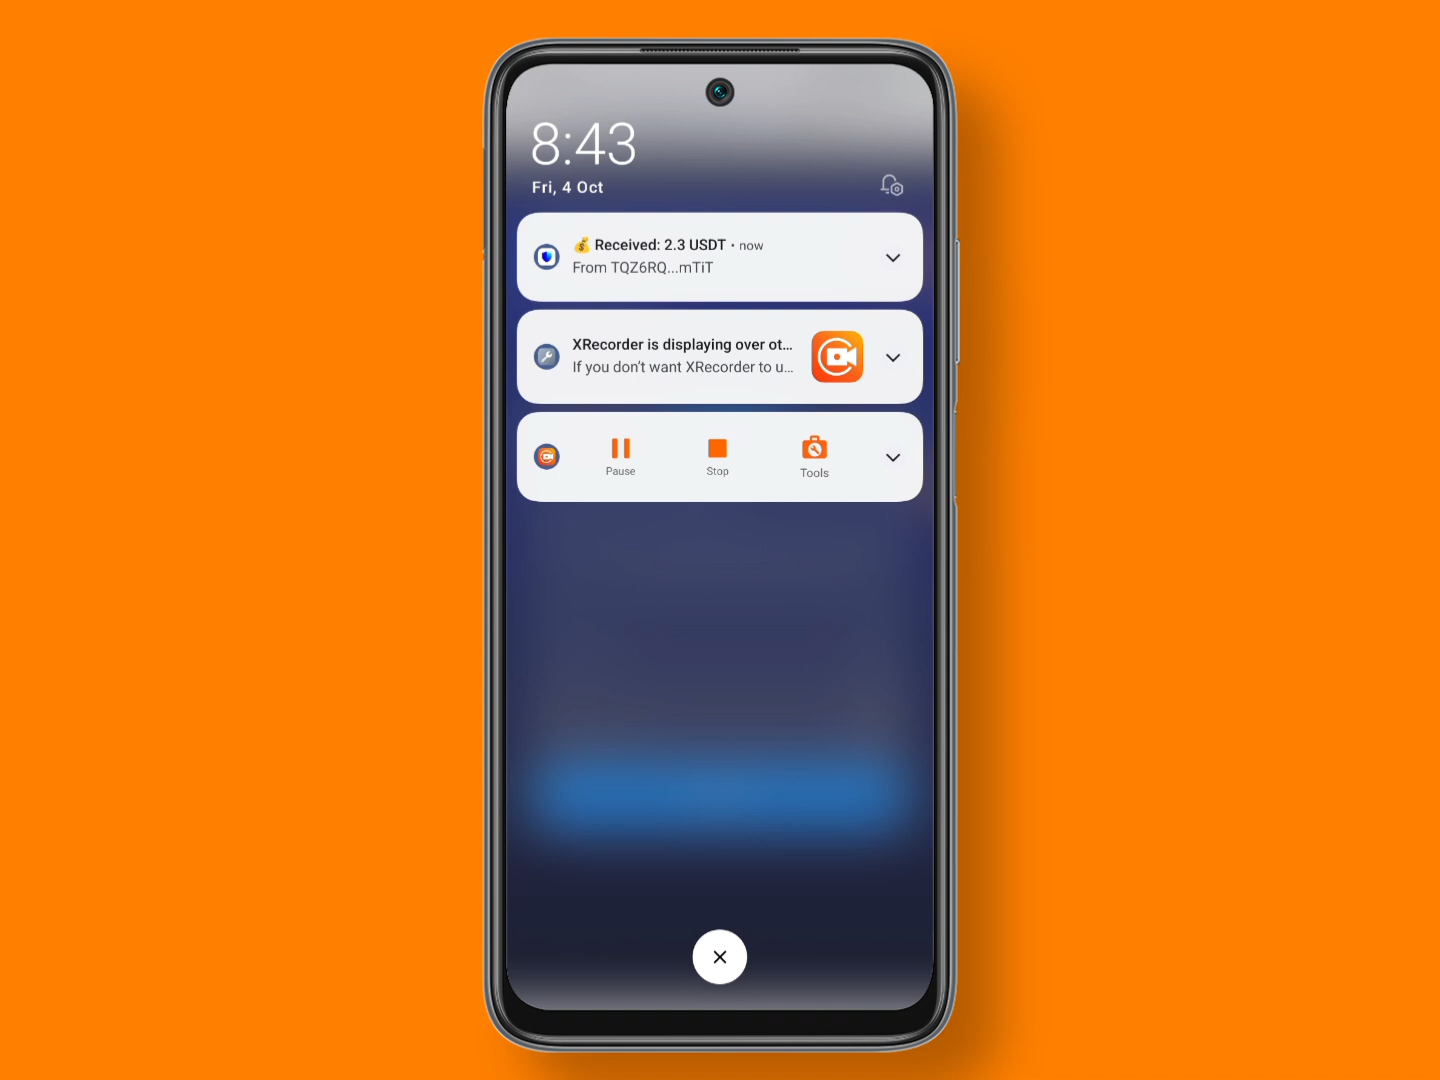 8:43
Fri, 4 Oct
💰 Received: 2.3 USDT • now
From TQZ6RQ...mTiT
XRecorder is displaying over ot...
If you don't want XRecorder to u...
Pause
Stop
Tools